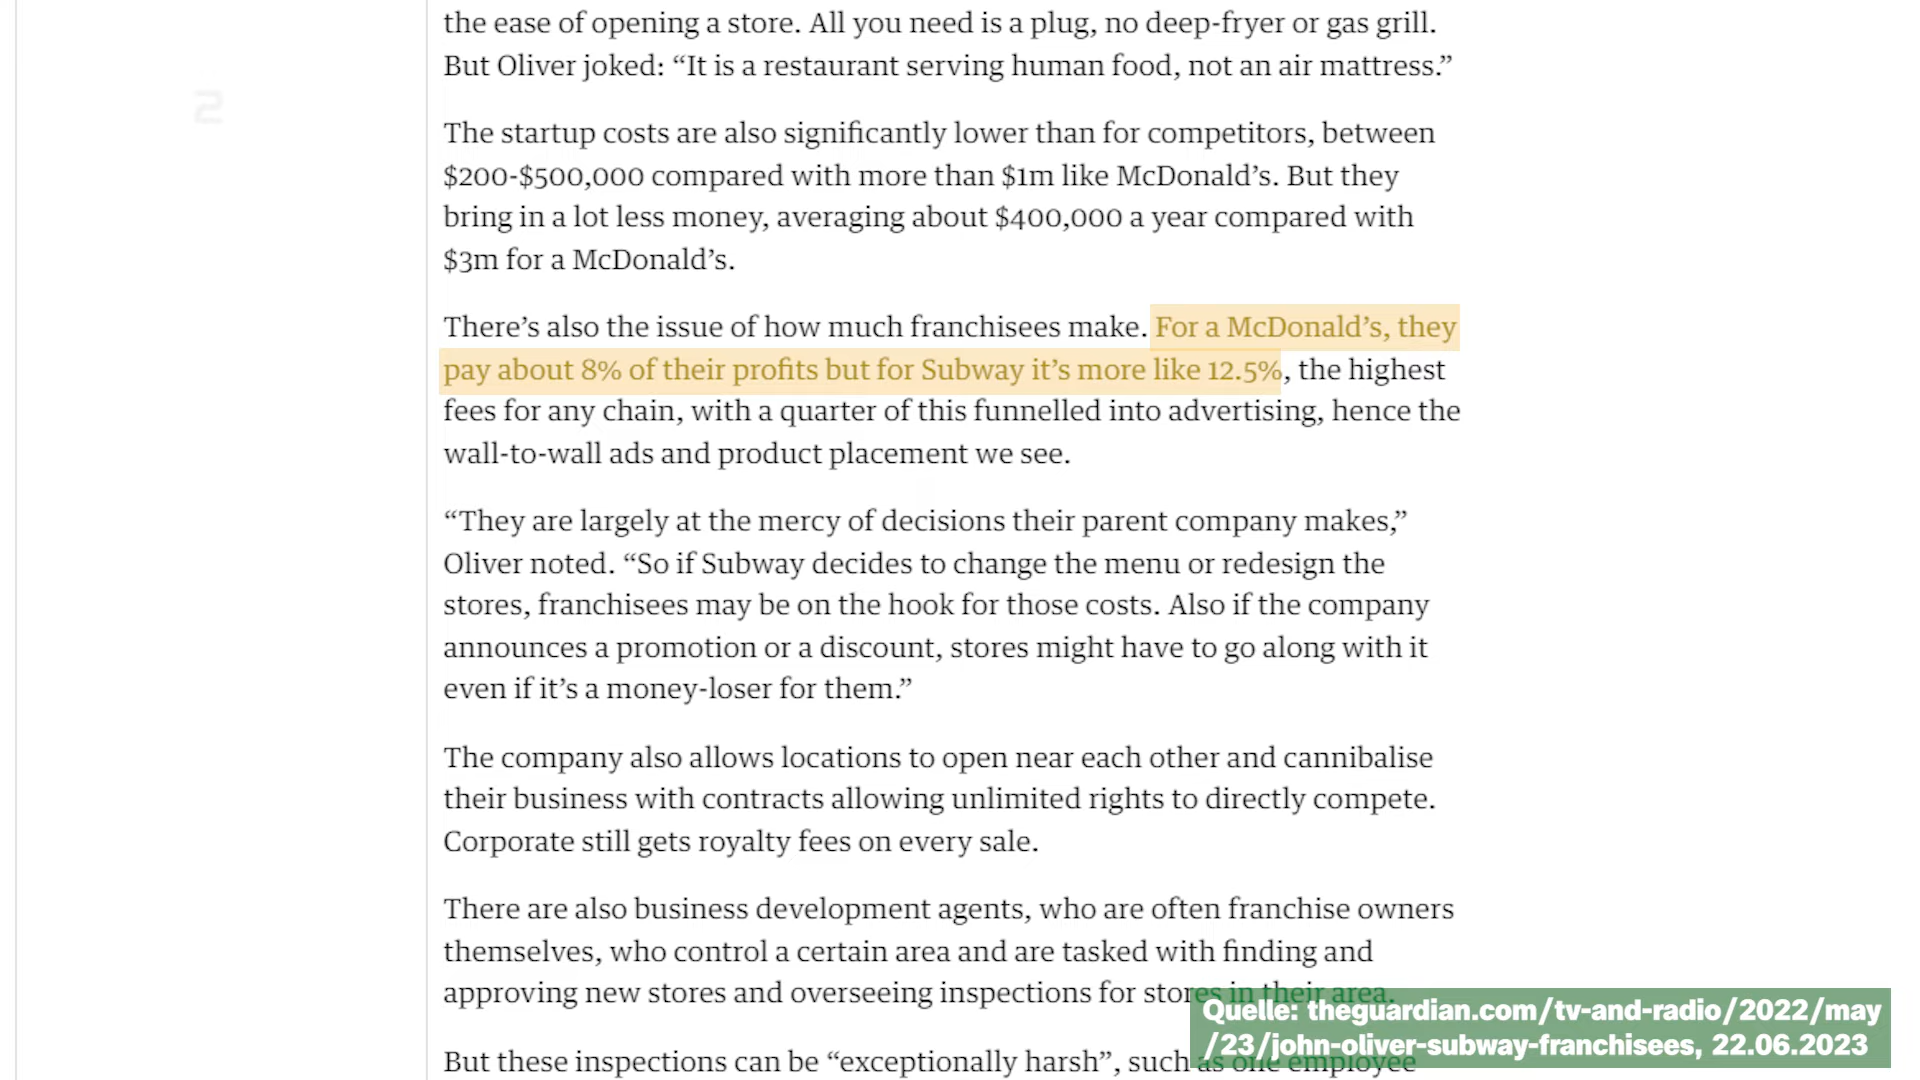 the ease of opening a store. All you need is a plug, no deep-fryer or gas grill.
But Oliver joked: “It is a restaurant serving human food, not an air mattress.”
2
The startup costs are also significantly lower than for competitors, between
$200-$500,000 compared with more than $1m like McDonald’s. But they
bring in a lot less money, averaging about $400,000 a year compared with
$3m for a McDonald’s.
There’s also the issue of how much franchisees make. For a McDonald’s, they
pay about 8% of their profits but for Subway it’s more like 12.5%, the highest
fees for any chain, with a quarter of this funnelled into advertising, hence the
wall-to-wall ads and product placement we see.
“They are largely at the mercy of decisions their parent company makes,”
Oliver noted. “So if Subway decides to change the menu or redesign the
stores, franchisees may be on the hook for those costs. Also if the company
announces a promotion or a discount, stores might have to go along with it
even if it’s a money-loser for them.”
The company also allows locations to open near each other and cannibalise
their business with contracts allowing unlimited rights to directly compete.
Corporate still gets royalty fees on every sale.
There are also business development agents, who are often franchise owners
themselves, who control a certain area and are tasked with finding and
approving new stores and overseeing inspections for stores in their area.
But these inspections can be “exceptionally harsh”, such as one employee
Quelle: theguardian.com/tv-and-radio/2022/may
/23/john-oliver-subway-franchisees, 22.06.2023